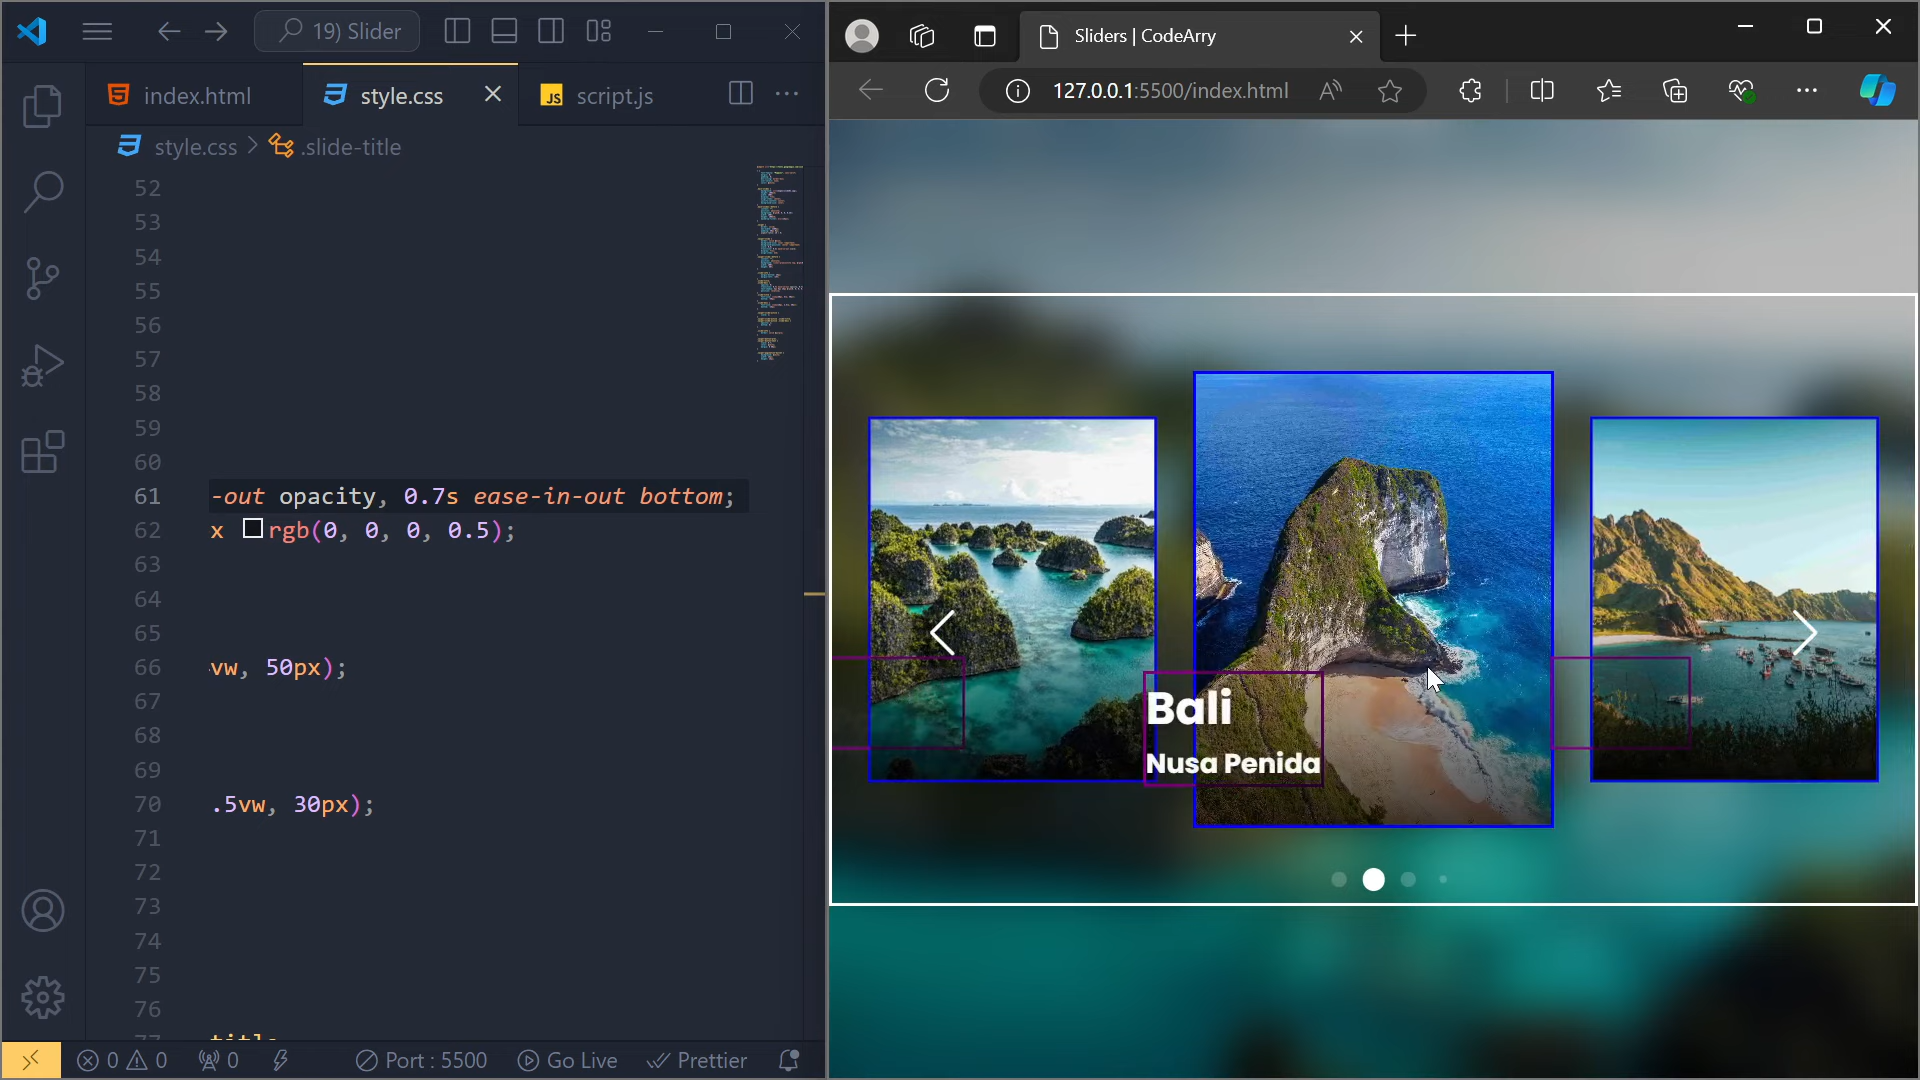 19) Slider
Sliders | CodeArry
index.html
style.css
JS script.js
127.0.0.1:5500/index.html
style.css > .slide-title
52
53
54
55
56
57
58
59
60
61 -out opacity, 0.7s ease-in-out bottom;
62 x rgb(0, 0, 0, 0.5);
63
64
65
66 vw, 50px);
67
68
69
70 .5vw, 30px);
71
72
73
74
75
76
Bali
Nusa Penida
0 0 0 Port : 5500 Go Live Prettier